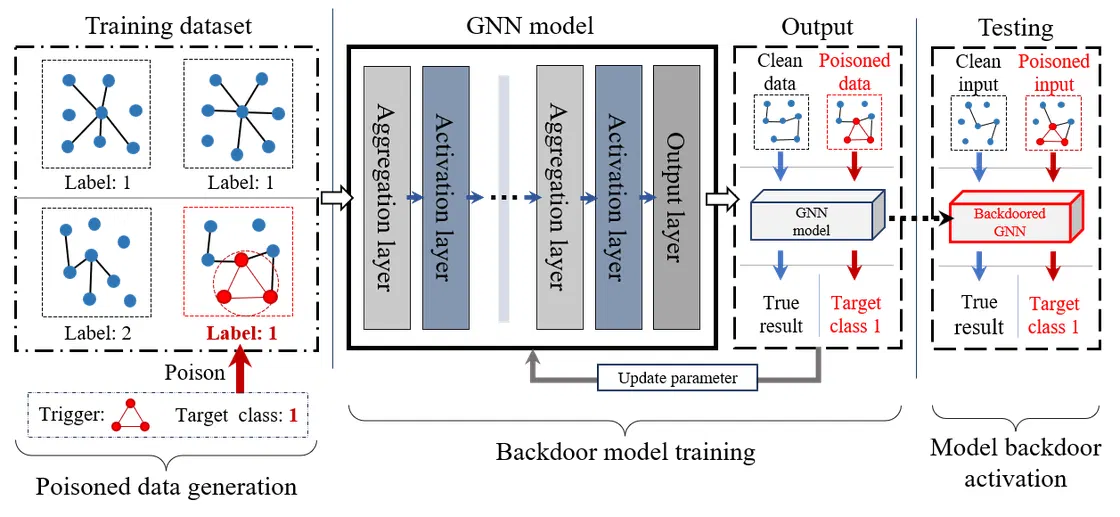 Training dataset
Label: 1
Label: 1
Label: 2
Label: 1
Poison
Trigger:
Target class: 1
Poisoned data generation
GNN model
Aggregation layer
Activation layer
Aggregation layer
Activation layer
Output layer
Update parameter
Backdoor model training
Output
Clean
data
Poisoned
data
GNN
model
True
result
Target
class 1
Testing
Clean
input
Poisoned
input
Backdoored
GNN
True
result
Target
class 1
Model backdoor
activation